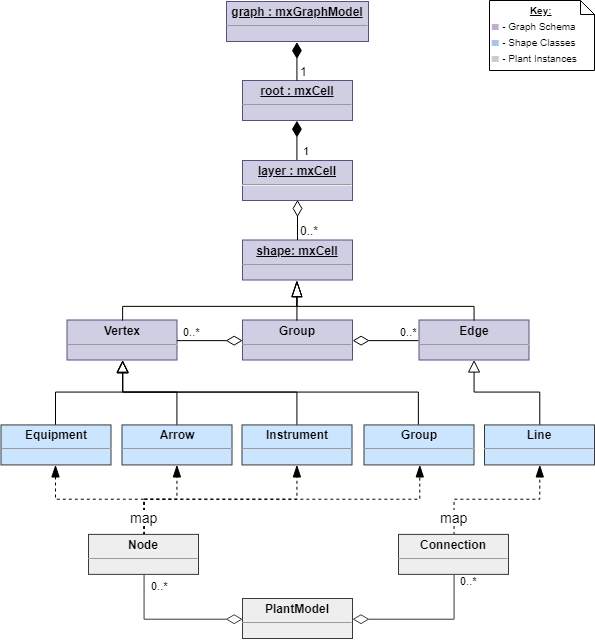 graph : mxGraphModel
Key:
- Graph Schema
- Shape Classes
- Plant Instances
1
root : mxCell
1
layer : mxCell
0..*
shape: mxCell
Vertex
0..*
Group
0..*
Edge
Equipment
Arrow
Instrument
Group
Line
map
map
Node
Connection
0..*
0..*
PlantModel